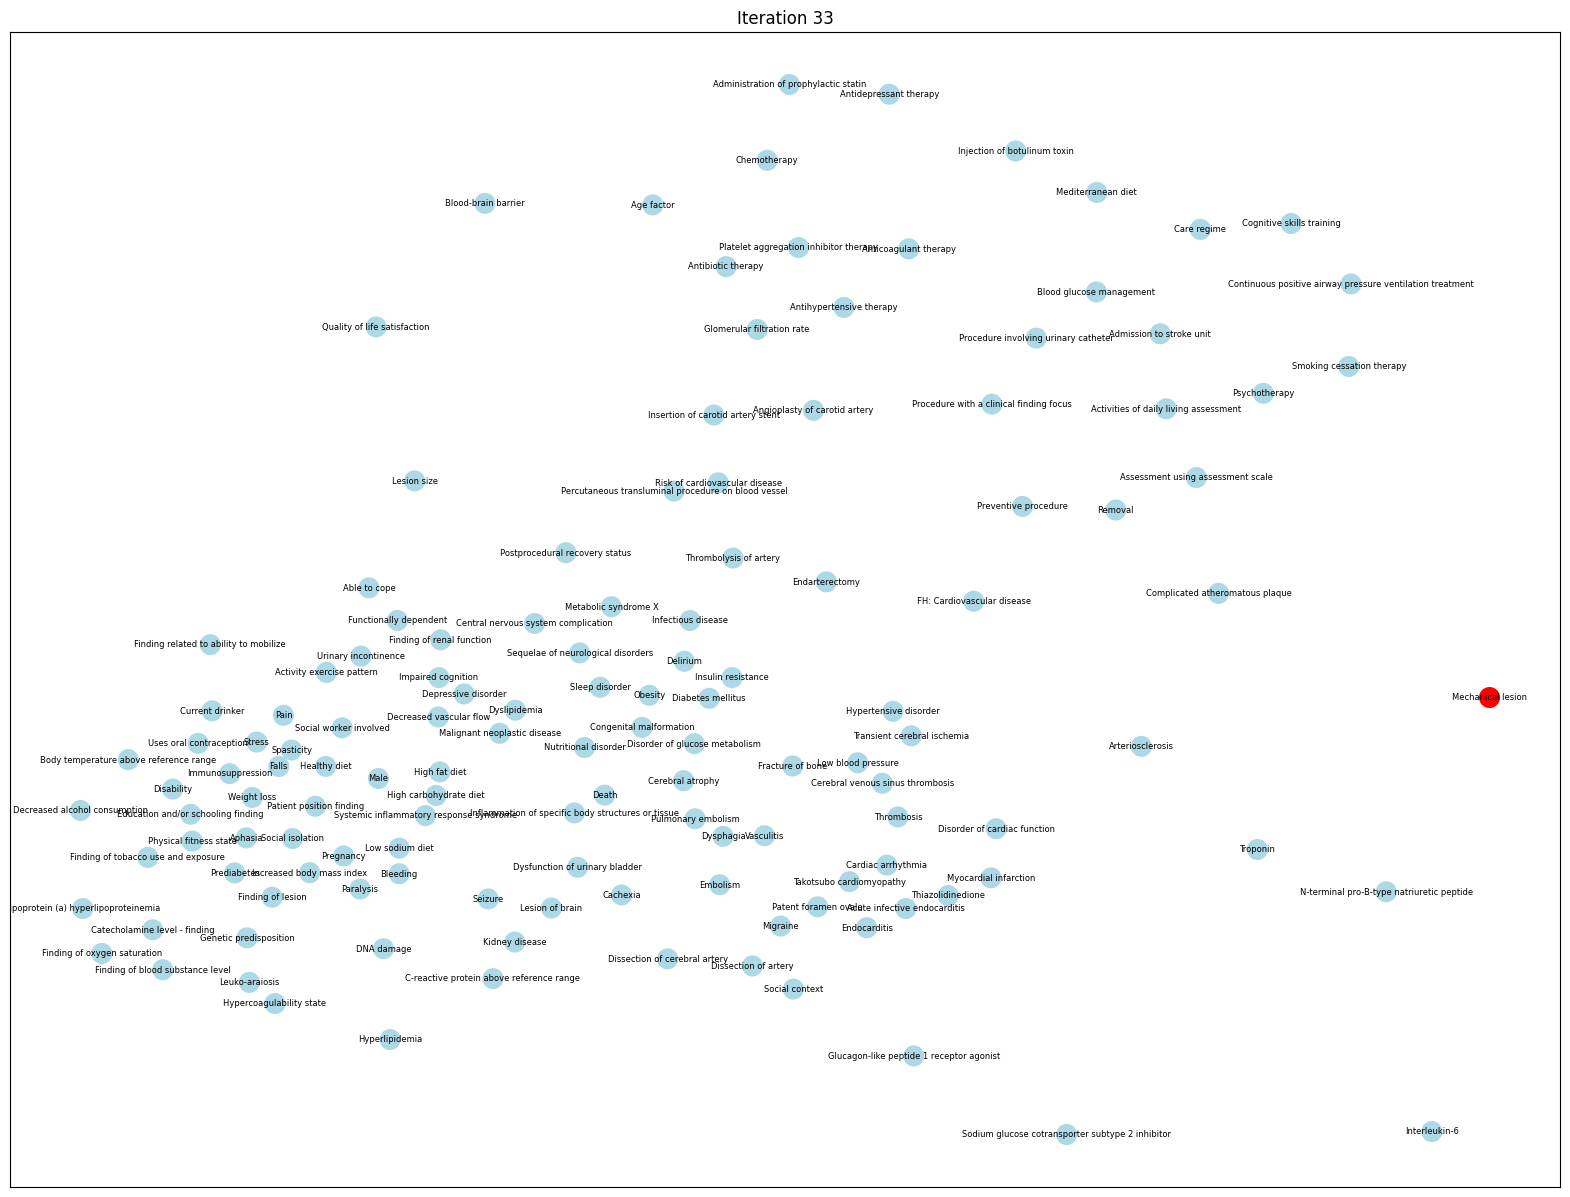 Iteration 33
Administration of prophylactic statin
Antidepressant therapy
Injection of botulinum toxin
Chemotherapy
Mediterranean diet
Blood-brain barrier
Age factor
Cognitive skills training
Care regime
Platelet aggregation inhibitor therapy
Anticoagulant therapy
Antibiotic therapy
Continuous positive airway pressure ventilation treatment
Blood glucose management
Antihypertensive therapy
Quality of life satisfaction
Glomerular filtration rate
Procedure involving urinary catheter
Admission to stroke unit
Smoking cessation therapy
Psychotherapy
Procedure with a clinical finding focus
Activities of daily living assessment
Angioplasty of carotid artery
Insertion of carotid artery stent
Lesion size
Assessment using assessment scale
Risk of cardiovascular disease
Percutaneous transluminal procedure on blood vessel
Preventive procedure
Removal
Postprocedural recovery status
Thrombolysis of artery
Endarterectomy
Able to cope
Complicated atheromatous plaque
FH: Cardiovascular disease
Metabolic syndrome X
Functionally dependent
Central nervous system complication
Infectious disease
Finding of renal function
Finding related to ability to mobilize
Urinary incontinence
Sequelae of neurological disorders
Delirium
Activity exercise pattern
Impaired cognition
Insulin resistance
Sleep disorder
Depressive disorder
Obesity
Diabetes mellitus
Mechanical lesion
Current drinker
Pain
Decreased vascular flow
Dyslipidemia
Hypertensive disorder
Social worker involved
Congenital malformation
Malignant neoplastic disease
Transient cerebral ischemia
Uses oral contraception
Stress
Spasticity
Nutritional disorder
Disorder of glucose metabolism
Arteriosclerosis
Body temperature above reference range
Immunosuppression
Falls
Healthy diet
High fat diet
Fracture of bone
Low blood pressure
Male
Cerebral atrophy
Cerebral venous sinus thrombosis
Disability
Weight loss
High carbohydrate diet
Death
Decreased alcohol consumption
Education and/or schooling finding
Patient position finding
Systemic inflammatory response syndrome
Inflammation of specific body structures or tissue
Pulmonary embolism
Thrombosis
Disorder of cardiac function
Physical fitness state
Aphasia
Social isolation
Dysphagia
Vasculitis
Low sodium diet
Troponin
Finding of tobacco use and exposure
Pregnancy
Dysfunction of urinary bladder
Cardiac arrhythmia
Prediabetes
Increased body mass index
Bleeding
Takotsubo cardiomyopathy
Myocardial infarction
Paralysis
Embolism
N-terminal pro-B-type natriuretic peptide
Finding of lesion
Seizure
Cachexia
Thiazolidinedione
poprotein (a) hyperlipoproteinemia
Lesion of brain
Patent foramen ovale
Acute infective endocarditis
Catecholamine level - finding
Migraine
Endocarditis
Genetic predisposition
Kidney disease
DNA damage
Finding of oxygen saturation
Dissection of cerebral artery
Dissection of artery
Finding of blood substance level
C-reactive protein above reference range
Leuko-araiosis
Social context
Hypercoagulability state
Hyperlipidemia
Glucagon-like peptide 1 receptor agonist
Sodium glucose cotransporter subtype 2 inhibitor
Interleukin-6